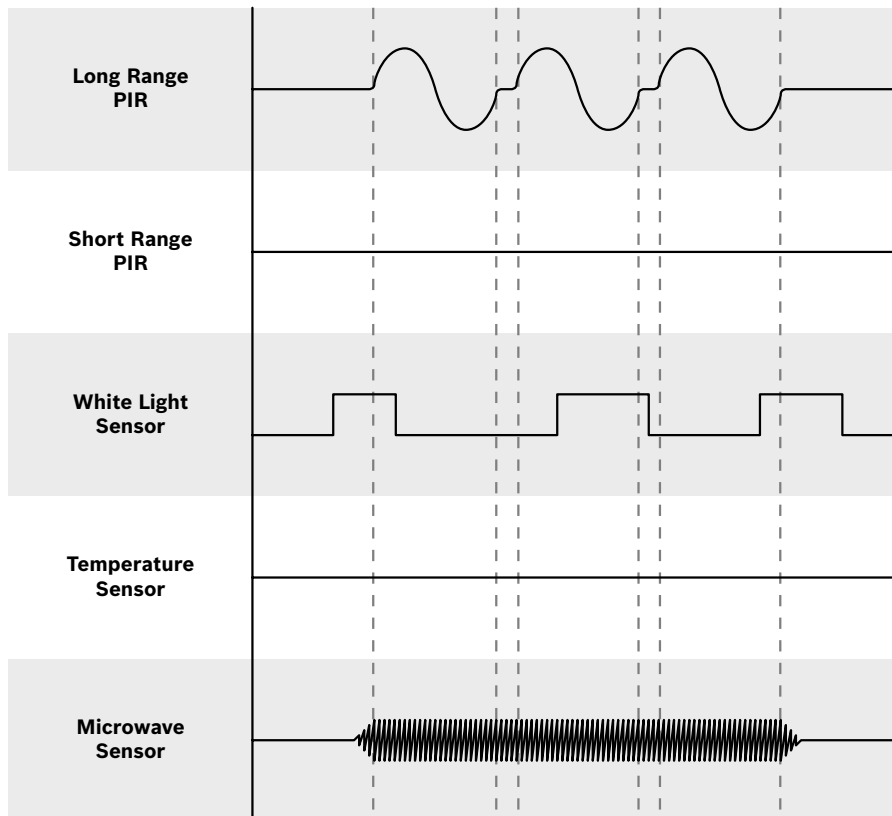 Long Range
PIR
Short Range
PIR
White Light
Sensor
Temperature
Sensor
Microwave
Sensor